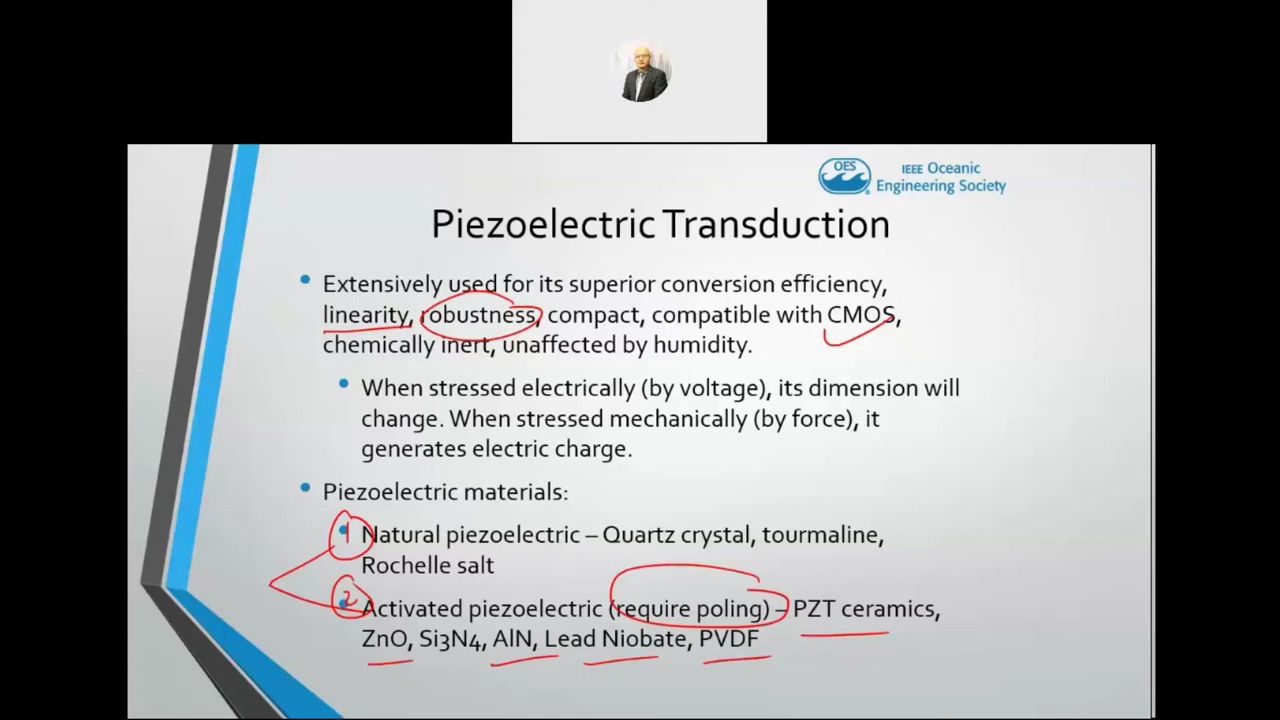 OES
IEEE Oceanic
Engineering Society
Piezoelectric Transduction
Extensively used for its superior conversion efficiency,
linearity, robustness, compact, compatible with CMOS,
chemically inert, unaffected by humidity.
When stressed electrically (by voltage), its dimension will
change. When stressed mechanically (by force), it
generates electric charge.
Piezoelectric materials:
1 Natural piezoelectric – Quartz crystal, tourmaline,
Rochelle salt
2 Activated piezoelectric (require poling) – PZT ceramics,
ZnO, Si3N4, AlN, Lead Niobate, PVDF